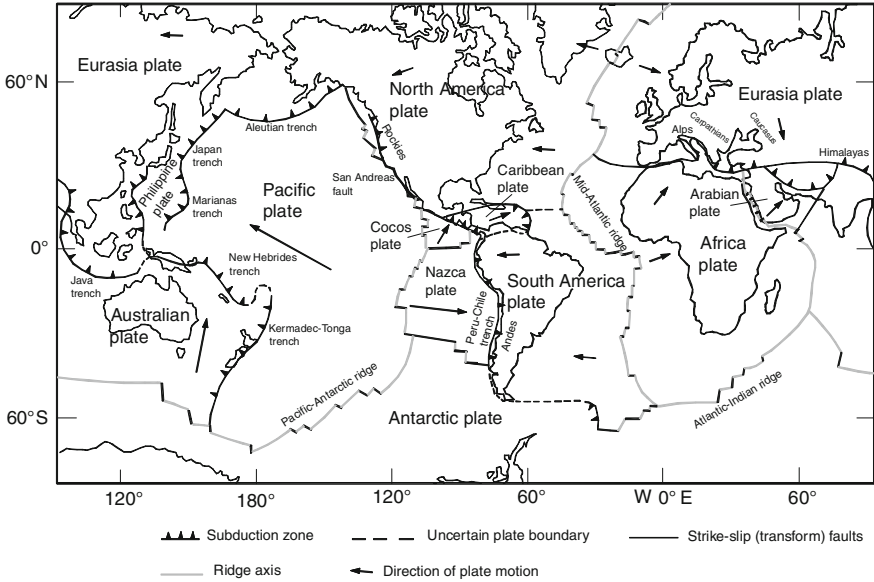 Eurasia plate
60°N
North America
plate
Eurasia plate
Aleutian trench
Rockies
Alps
Carpathians
Caucasus
Himalayas
Japan
trench
Philippine
plate
San Andreas
fault
Caribbean
plate
Mid-Atlantic ridge
Arabian
plate
Marianas
trench
Pacific
plate
Cocos
plate
Africa
plate
0°
New Hebrides
trench
Nazca
plate
South America
plate
Java
trench
Australian
plate
Kermadec-Tonga
trench
Peru-Chile
trench
Andes
Pacific-Antarctic ridge
Atlantic-Indian ridge
60°S
Antarctic plate
120° 180° 120° 60° W 0° E 60°
Subduction zone
Uncertain plate boundary
Strike-slip (transform) faults
Ridge axis
Direction of plate motion